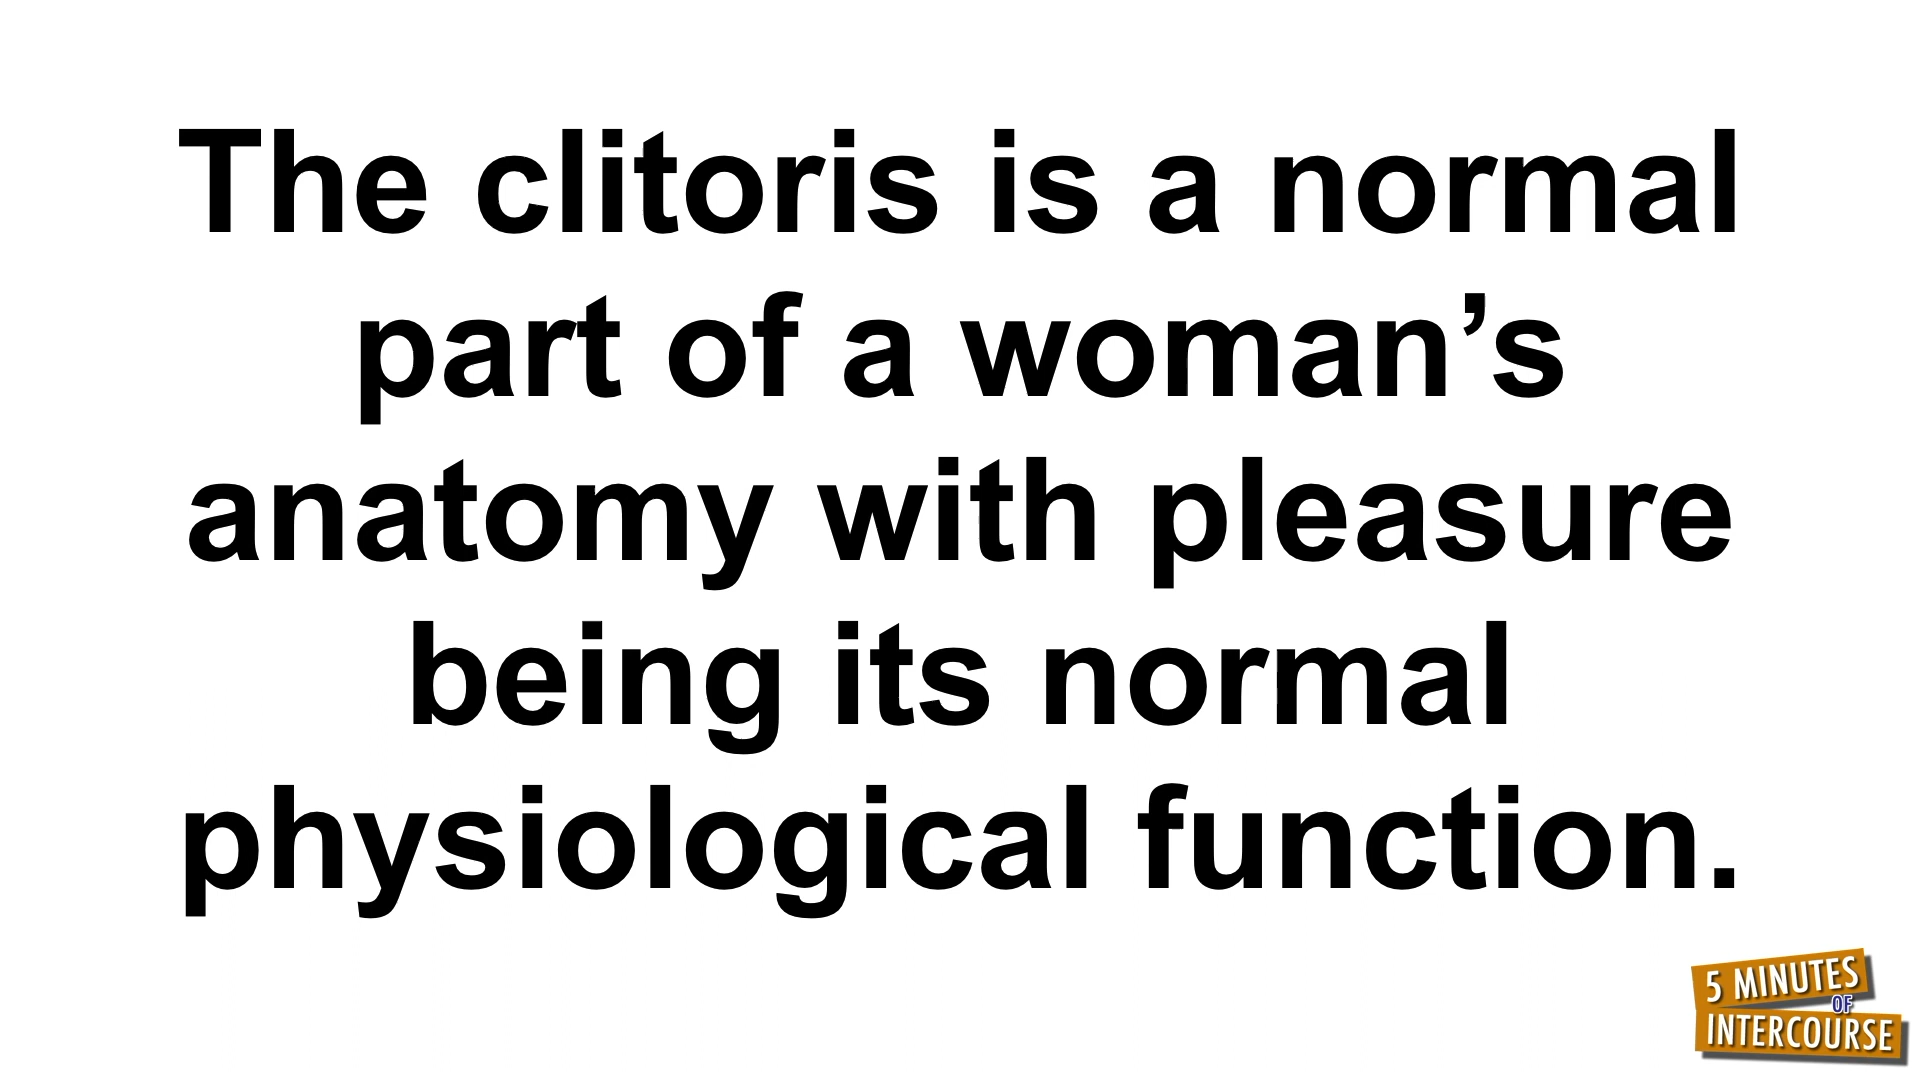 The clitoris is a normal
part of a woman’s
anatomy with pleasure
being its normal
physiological function.
5 MINUTES
OF
INTERCOURSE